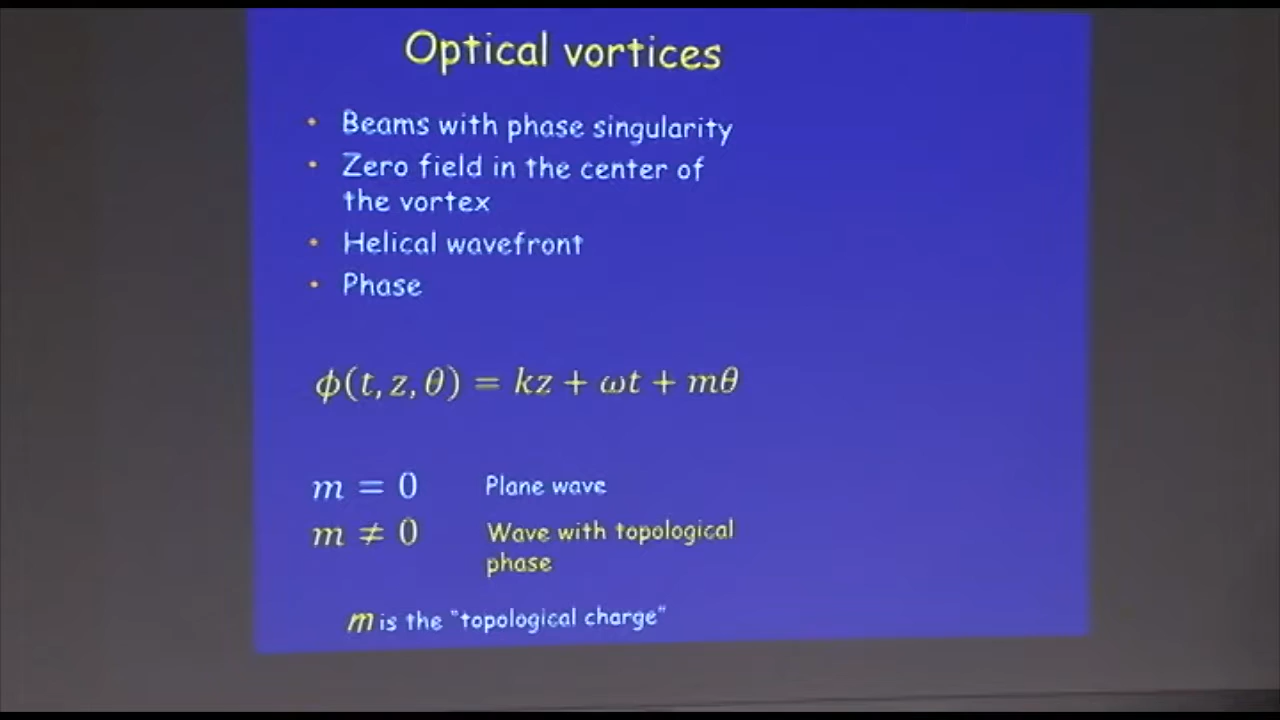 Optical vortices
• Beams with phase singularity
• Zero field in the center of
the vortex
• Helical wavefront
• Phase
ϕ(t, z, θ) = kz + ωt + mθ
m = 0 Plane wave
m ≠ 0 Wave with topological
phase
m is the “topological charge”